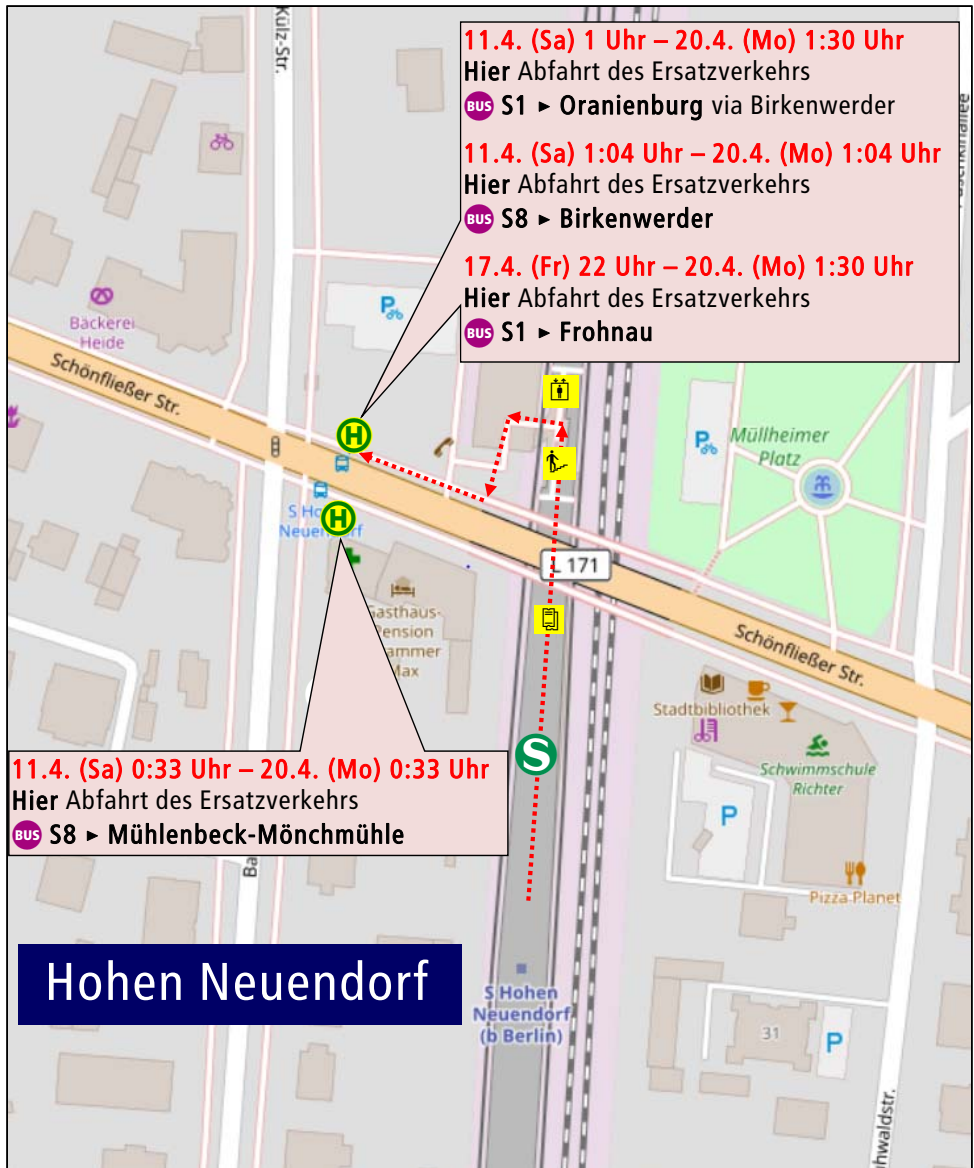 Külz-Str.
11.4. (Sa) 1 Uhr – 20.4. (Mo) 1:30 Uhr
Hier Abfahrt des Ersatzverkehrs
BUS S1 ► Oranienburg via Birkenwerder
11.4. (Sa) 1:04 Uhr – 20.4. (Mo) 1:04 Uhr
Hier Abfahrt des Ersatzverkehrs
BUS S8 ► Birkenwerder
17.4. (Fr) 22 Uhr – 20.4. (Mo) 1:30 Uhr
Hier Abfahrt des Ersatzverkehrs
BUS S1 ► Frohnau
Bäckerei
Heide
P
Schönfließer Str.
H
P
Müllheimer
Platz
H
L 171
Schönfließer Str.
Stadtbibliothek
S
Schwimmschule
Richter
P
Pizza Planet
11.4. (Sa) 0:33 Uhr – 20.4. (Mo) 0:33 Uhr
Hier Abfahrt des Ersatzverkehrs
BUS S8 ► Mühlenbeck-Mönchmühle
Hohen Neuendorf
S Hohen
Neuendorf
(b Berlin)
31
P